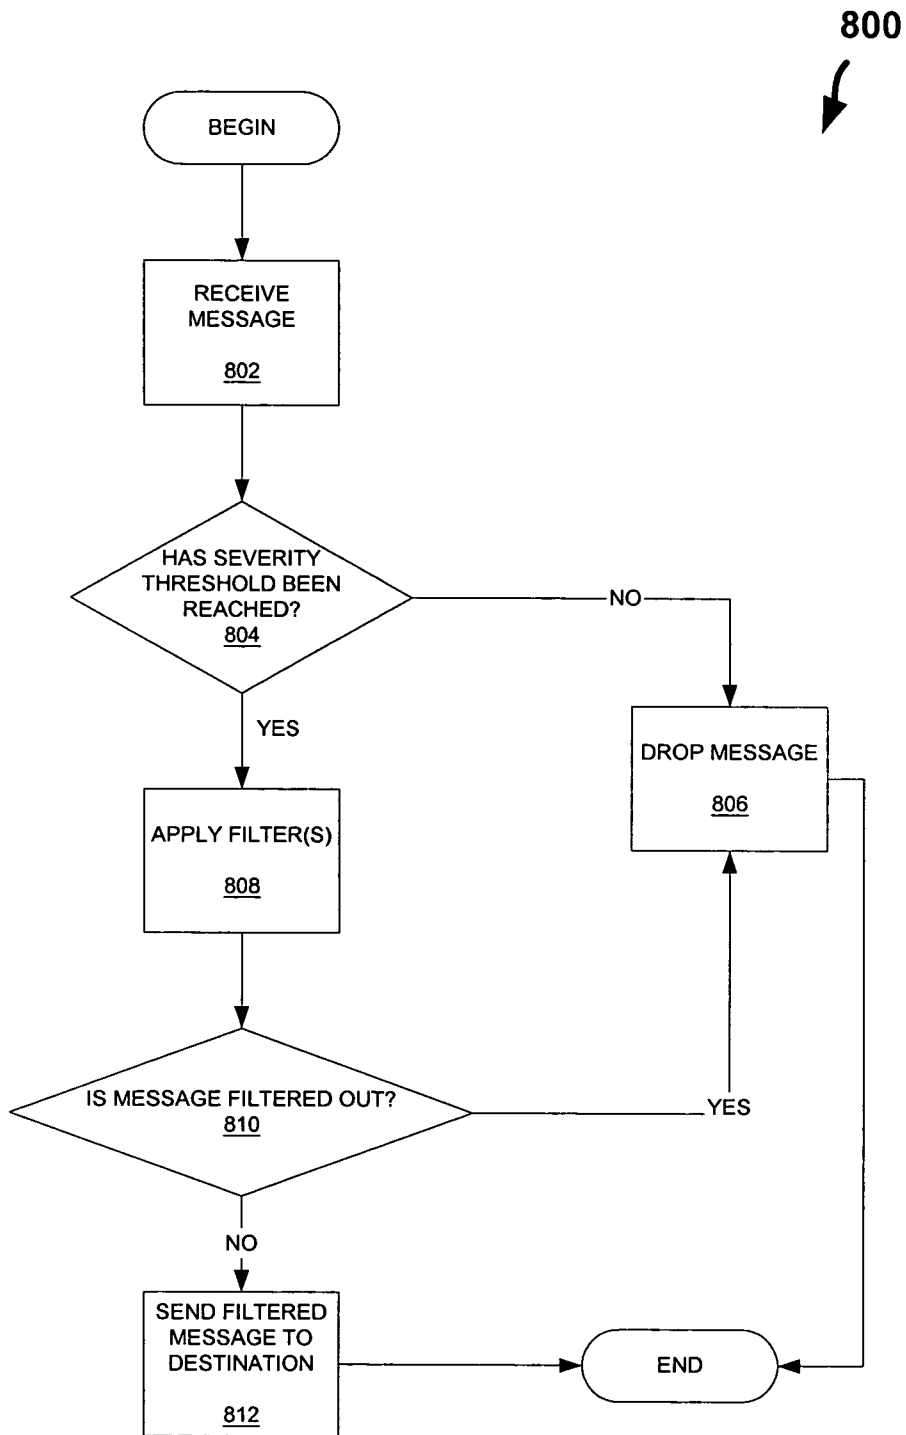 800
BEGIN
RECEIVE
MESSAGE
802
HAS SEVERITY
THRESHOLD BEEN
REACHED?
804
NO
YES
DROP MESSAGE
806
APPLY FILTER(S)
808
IS MESSAGE FILTERED OUT?
810
YES
NO
SEND FILTERED
MESSAGE TO
DESTINATION
812
END